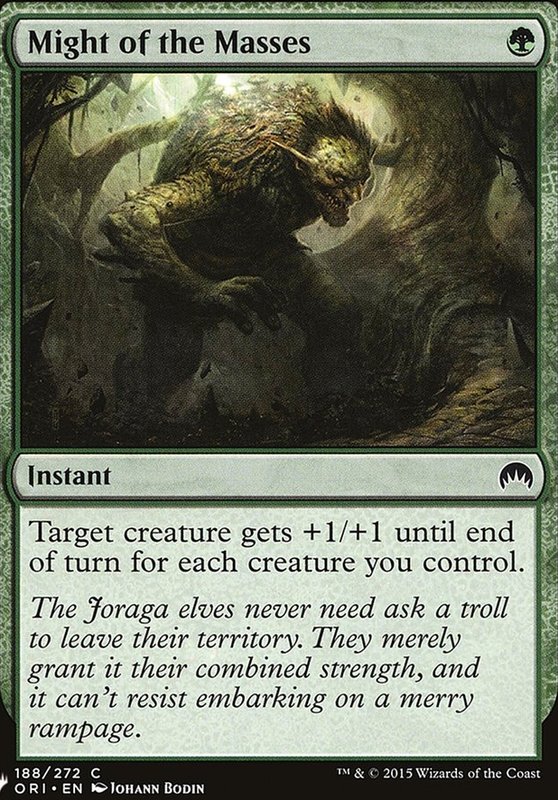 Might of the Masses
Instant
Target creature gets +1/+1 until end
of turn for each creature you control.
The Joraga elves never need ask a troll
to leave their territory. They merely
grant it their combined strength, and
it can't resist embarking on a merry
rampage.
188/272 C
ORI • EN Johann Bodin
™ & © 2015 Wizards of the Coast